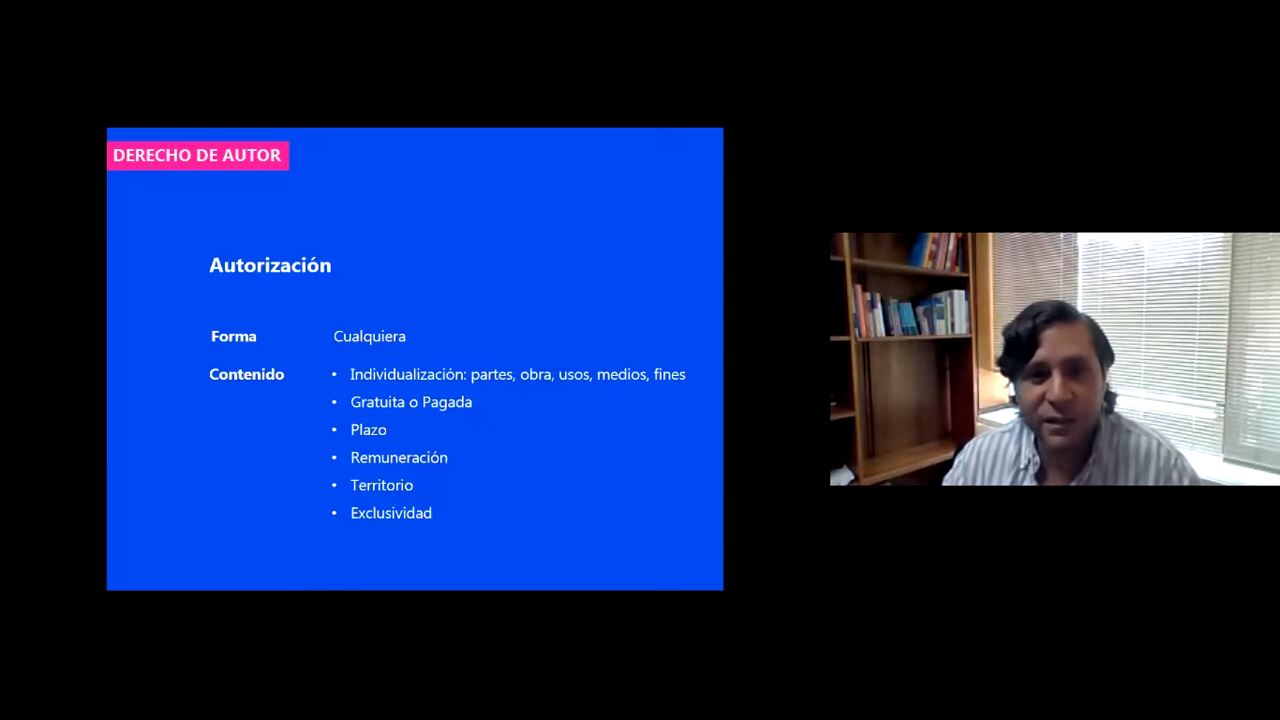 DERECHO DE AUTOR
Autorización
Forma Cualquiera
Contenido • Individualización: partes, obra, usos, medios, fines
• Gratuita o Pagada
• Plazo
• Remuneración
• Territorio
• Exclusividad